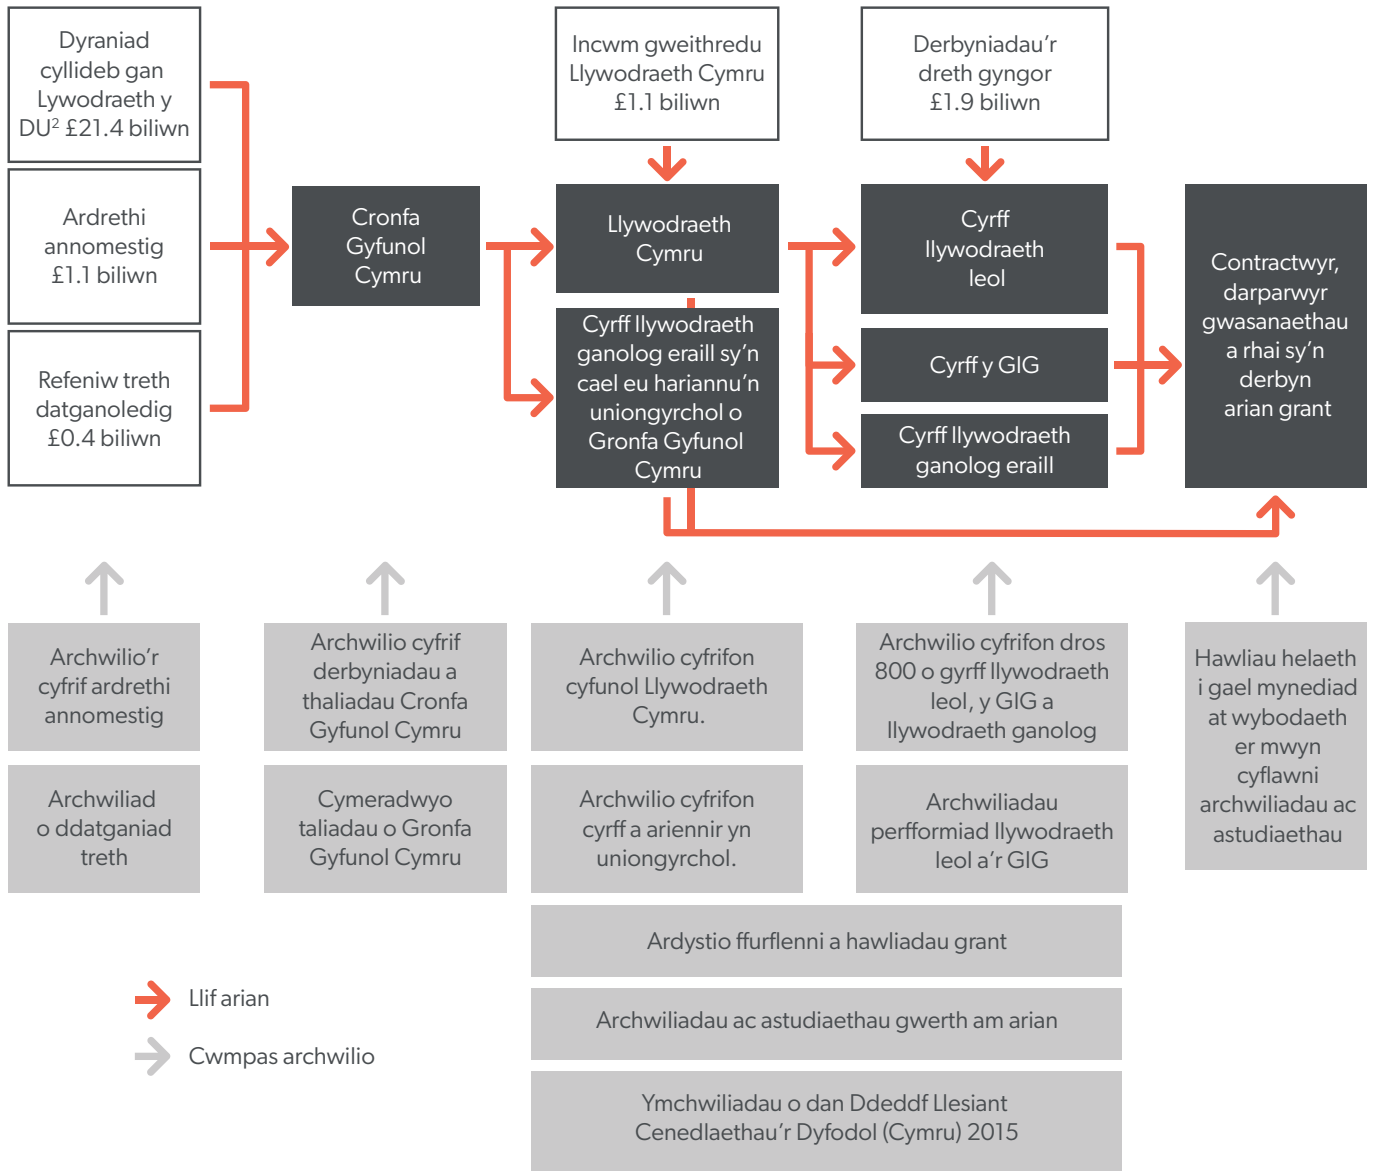 Dyraniad
cyllideb gan
Lywodraeth y
DU² £21.4 biliwn
Ardrethi
annomestig
£1.1 biliwn
Refeniw treth
datganoledig
£0.4 biliwn
Cronfa
Gyfunol
Cymru
Incwm gweithredu
Llywodraeth Cymru
£1.1 biliwn
Llywodraeth
Cymru
Cyrff llywodraeth
ganolog eraill sy'n
cael eu hariannu'n
uniongyrchol o
Gronfa Gyfunol
Cymru
Derbyniadau'r
dreth gyngor
£1.9 biliwn
Cyrff
llywodraeth
leol
Cyrff y GIG
Cyrff llywodraeth
ganolog eraill
Contractwyr,
darparwyr
gwasanaethau
a rhai sy'n
derbyn
arian grant
Archwilio'r
cyfrif ardrethi
annomestig
Archwiliad
o ddatganiad
treth
Archwilio cyfrif
derbyniadau a
thaliadau Cronfa
Gyfunol Cymru
Cymeradwyo
taliadau o Gronfa
Gyfunol Cymru
Archwilio cyfrifon
cyfunol Llywodraeth
Cymru.
Archwilio cyfrifon
cyrff a ariennir yn
uniongyrchol.
Archwilio cyfrifon dros
800 o gyrff llywodraeth
leol, y GIG a
llywodraeth ganolog
Archwiliadau
perfformiad llywodraeth
leol a'r GIG
Hawliau helaeth
i gael mynediad
at wybodaeth
er mwyn
cyflawni
archwiliadau ac
astudiaethau
Ardystio ffurflenni a hawliadau grant
Archwiliadau ac astudiaethau gwerth am arian
Ymchwiliadau o dan Ddeddf Llesiant
Cenedlaethau'r Dyfodol (Cymru) 2015
Llif arian
Cwmpas archwilio